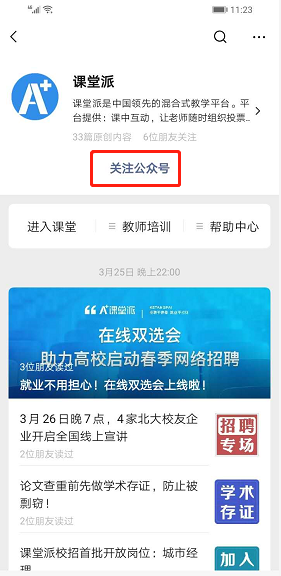 11:23
课堂派
课堂派是中国领先的混合式教学平台。平
台提供：课中互动，让老师随时组织投票...
33篇原创内容 6位朋友关注
关注公众号
进入课堂
教师培训
帮助中心
3月25日 晚上22:00
课堂派
在线双选会
助力高校启动春季网络招聘
3位朋友读过
就业不用担心！在线双选会上线啦！
3月26日晚7点，4家北大校友企
业开启全国线上宣讲
2位朋友读过
招聘
专场
论文查重前先做学术存证，防止被
剽窃！
2位朋友读过
学术
存证
课堂派校招首批开放岗位：城市经
理
加入